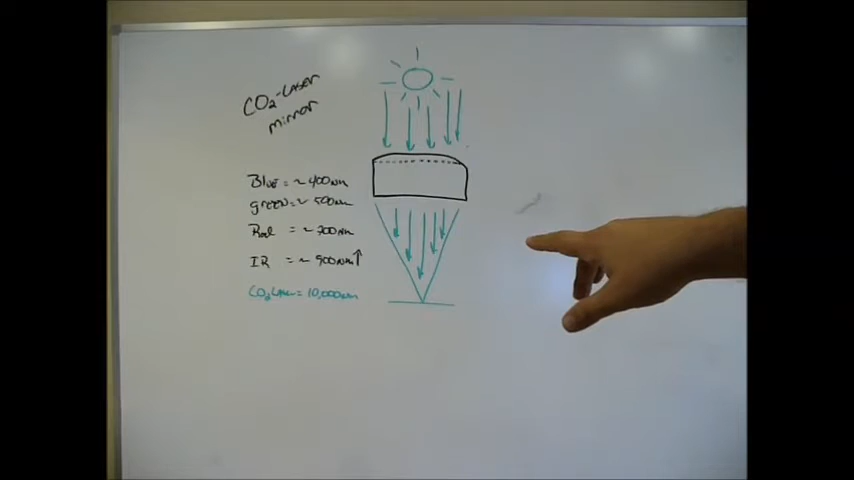 CO2-LASER
mirror
Blue = ~ 400nm
green = ~ 500nm
Red = ~ 700nm
IR = ~ 900nm↑
CO2 LASER = 10,000nm